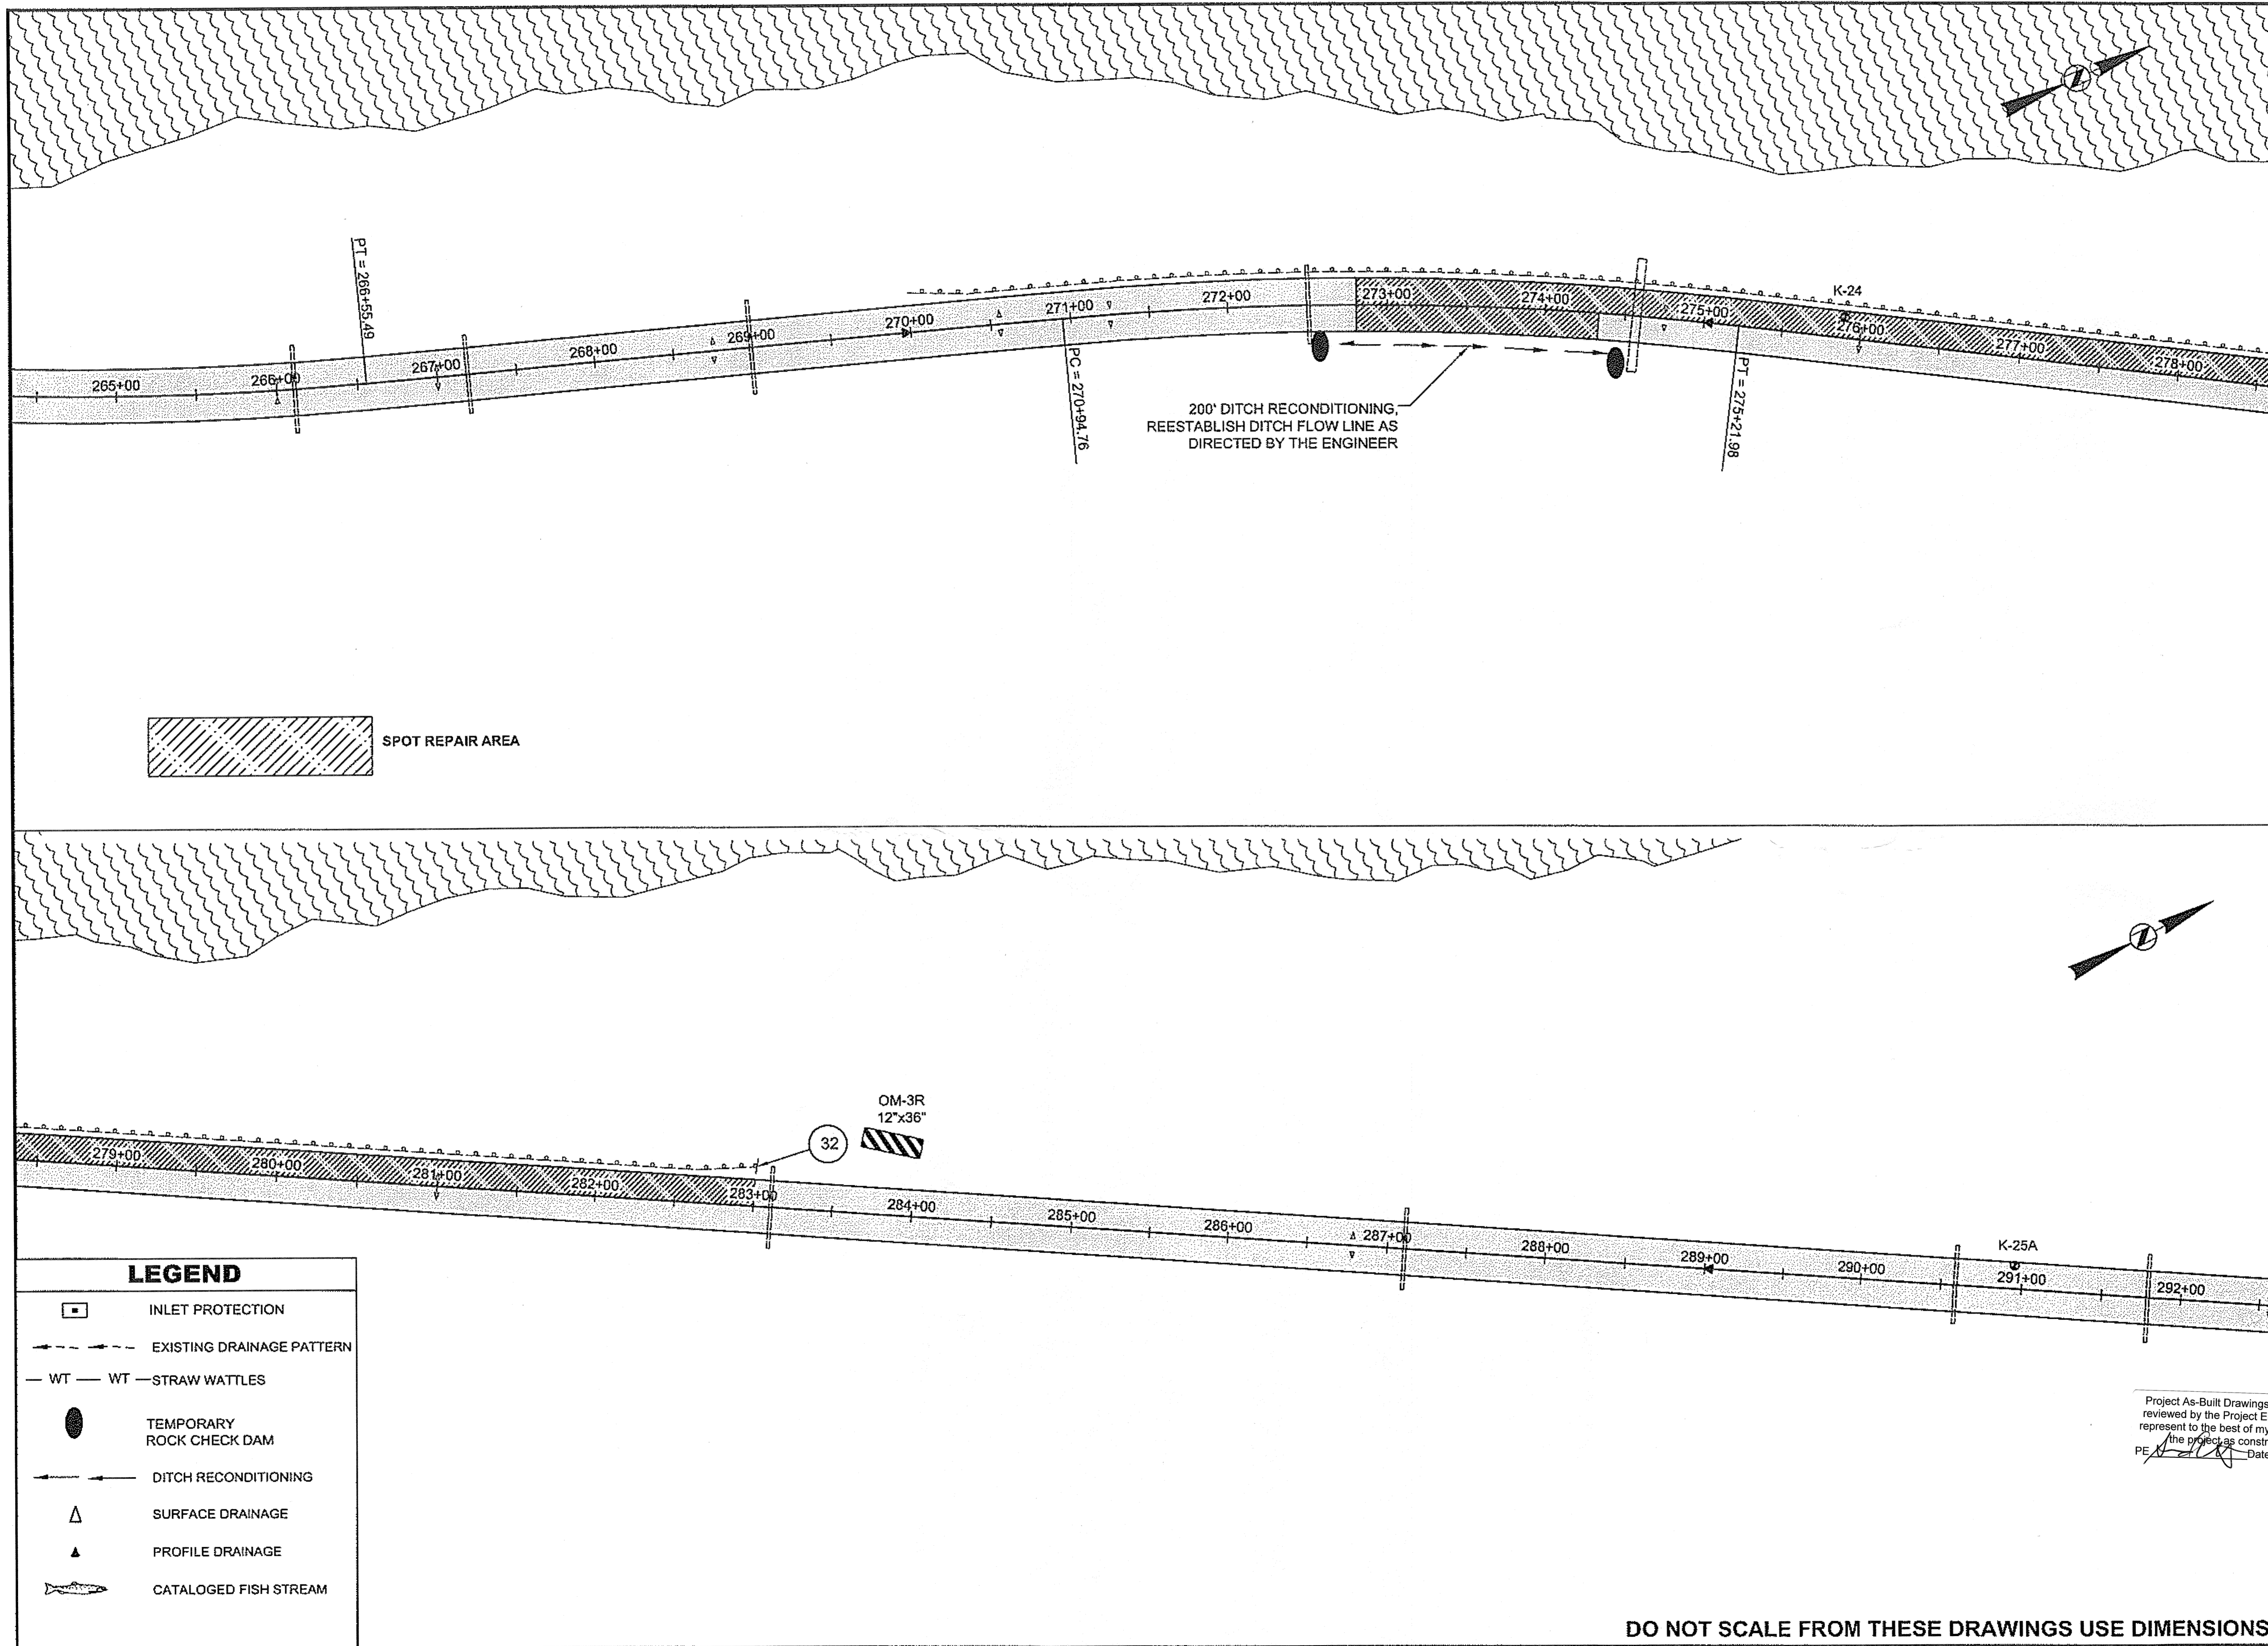 PT = 266+55.49
265+00
266+00
267+00
268+00
269+00
270+00
271+00
272+00
273+00
274+00
275+00
K-24
276+00
277+00
278+00
PC = 270+94.76
PT = 275+21.98
200' DITCH RECONDITIONING,
REESTABLISH DITCH FLOW LINE AS
DIRECTED BY THE ENGINEER
SPOT REPAIR AREA
OM-3R
12"x36"
32
279+00
280+00
281+00
282+00
283+00
284+00
285+00
286+00
287+00
288+00
289+00
290+00
K-25A
291+00
292+00
LEGEND
INLET PROTECTION
EXISTING DRAINAGE PATTERN
WT WT STRAW WATTLES
TEMPORARY
ROCK CHECK DAM
DITCH RECONDITIONING
SURFACE DRAINAGE
PROFILE DRAINAGE
CATALOGED FISH STREAM
Project As-Built Drawings
reviewed by the Project E
represent to the best of my
the project as constr
PE Date
DO NOT SCALE FROM THESE DRAWINGS USE DIMENSIONS